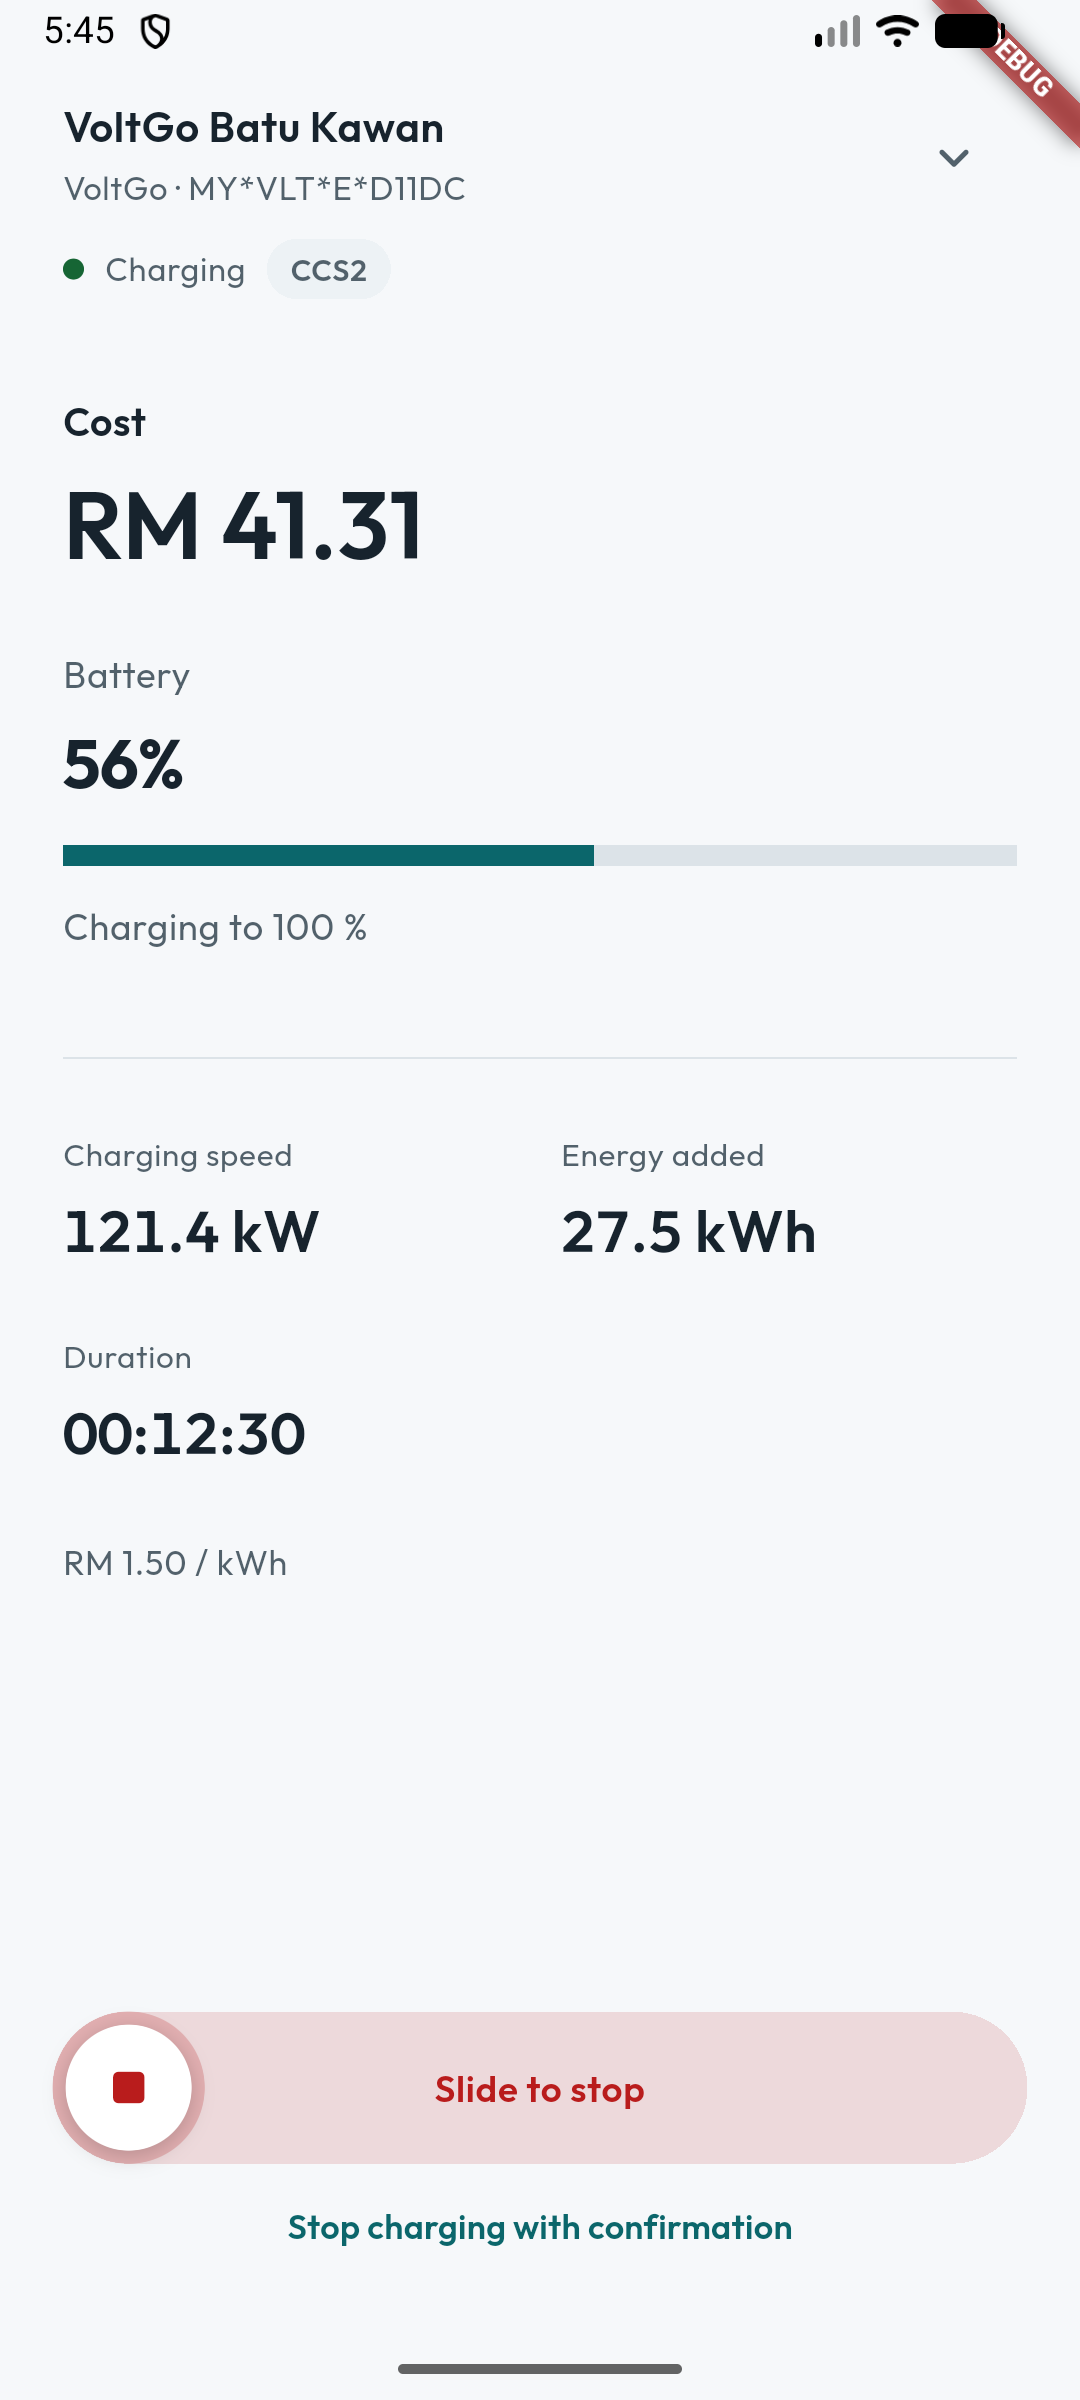 5:45
EBUG
VoltGo Batu Kawan
VoltGo · MY*VLT*E*D11DC
Charging
CCS2
Cost
RM 41.31
Battery
56%
Charging to 100 %
Charging speed
Energy added
121.4 kW
27.5 kWh
Duration
00:12:30
RM 1.50 / kWh
Slide to stop
Stop charging with confirmation